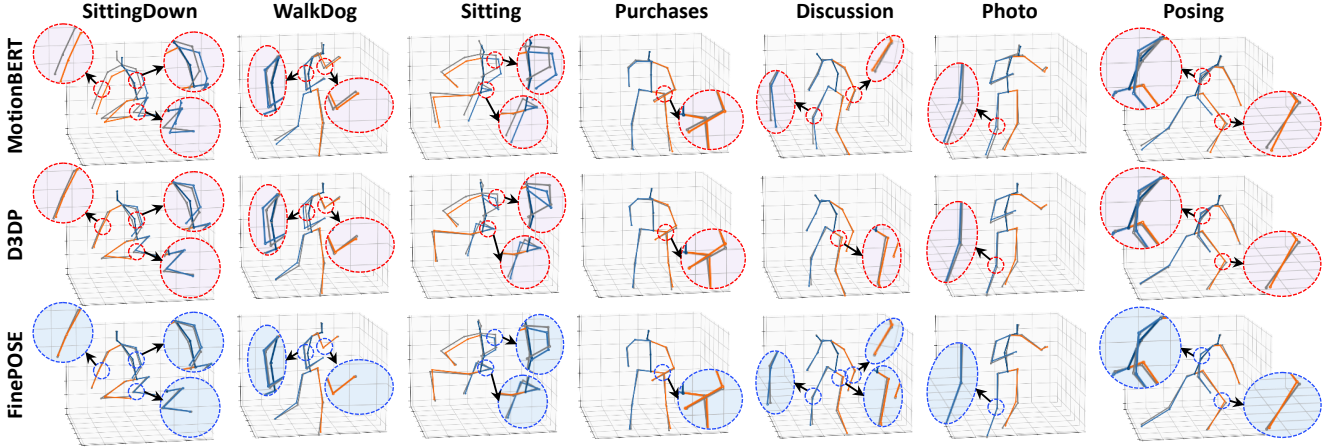 SittingDown WalkDog Sitting Purchases Discussion Photo Posing
MotionBERT
D3DP
FinePOSE